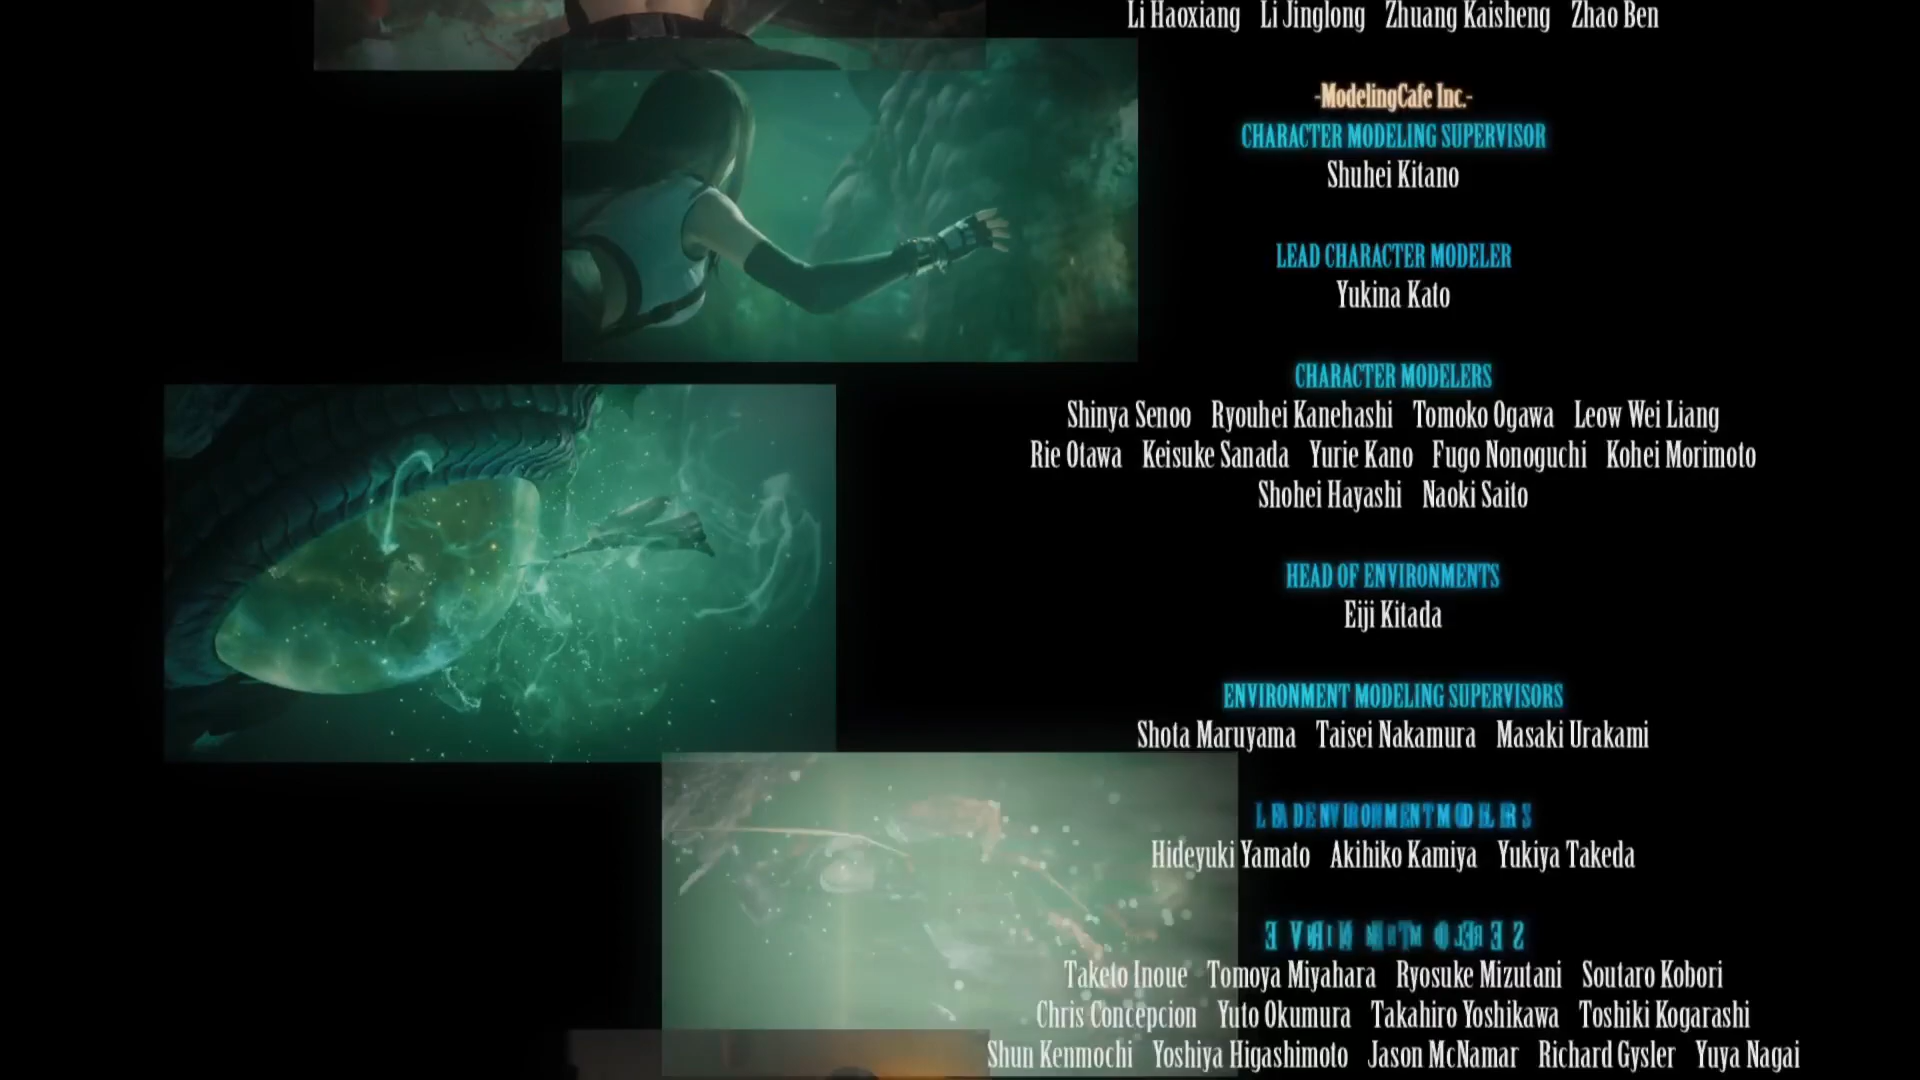 Li Haoxiang Li Jinglong Zhuang Kaisheng Zhao Ben
-ModelingCafe Inc.-
CHARACTER MODELING SUPERVISOR
Shuhei Kitano
LEAD CHARACTER MODELER
Yukina Kato
CHARACTER MODELERS
Shinya Senoo Ryouhei Kanehashi Tomoko Ogawa Leow Wei Liang
Rie Otawa Keisuke Sanada Yurie Kano Fugo Nonoguchi Kohei Morimoto
Shohei Hayashi Naoki Saito
HEAD OF ENVIRONMENTS
Eiji Kitada
ENVIRONMENT MODELING SUPERVISORS
Shota Maruyama Taisei Nakamura Masaki Urakami
Hideyuki Yamato Akihiko Kamiya Yukiya Takeda
Taketo Inoue Tomoya Miyahara Ryosuke Mizutani Soutaro Kobori
Chris Concepcion Yuto Okumura Takahiro Yoshikawa Toshiki Kogarashi
Shun Kenmochi Yoshiya Higashimoto Jason McNamar Richard Gysler Yuya Nagai